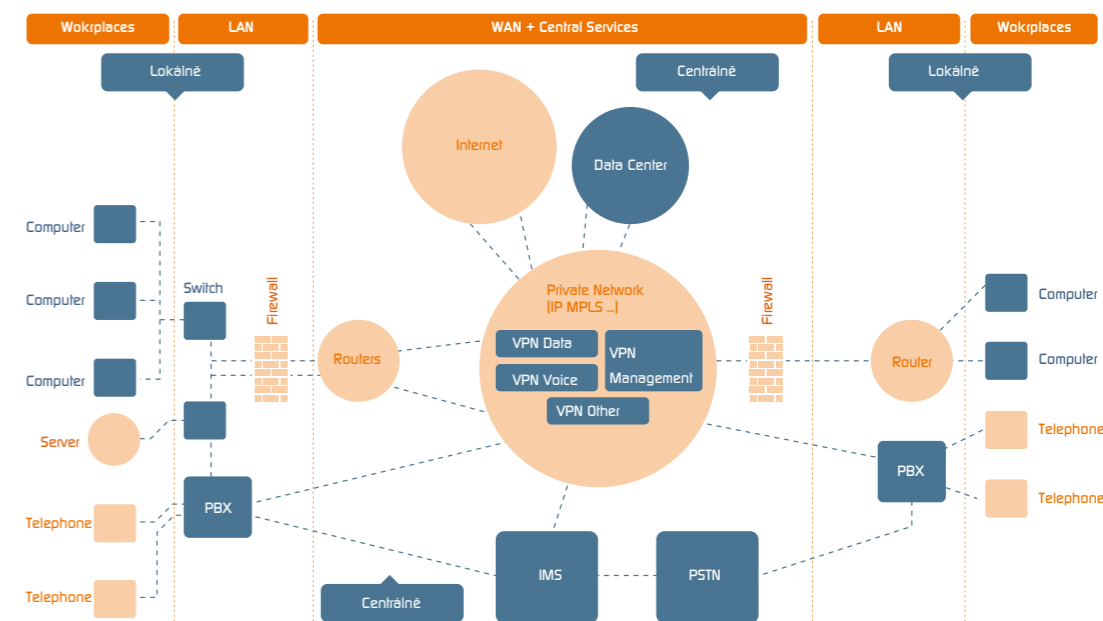 Wokrplaces
LAN
WAN + Central Services
LAN
Wokrplaces
Lokálně
Centrálně
Lokálně
Internet
Data Center
Computer
Computer
Computer
Server
Telephone
Telephone
Switch
PBX
Firewall
Routers
Private Network
(IP MPLS ...)
VPN Data
VPN Voice
VPN
Management
VPN Other
IMS
PSTN
Centrálně
Firewall
Router
PBX
Computer
Computer
Telephone
Telephone